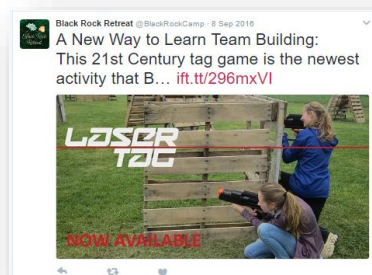 Black Rock Retreat @BlackRockCamp · 8 Sep 2016
A New Way to Learn Team Building:
This 21st Century tag game is the newest
activity that B... ift.tt/296mxVI
LASER
TAG
NOW AVAILABLE